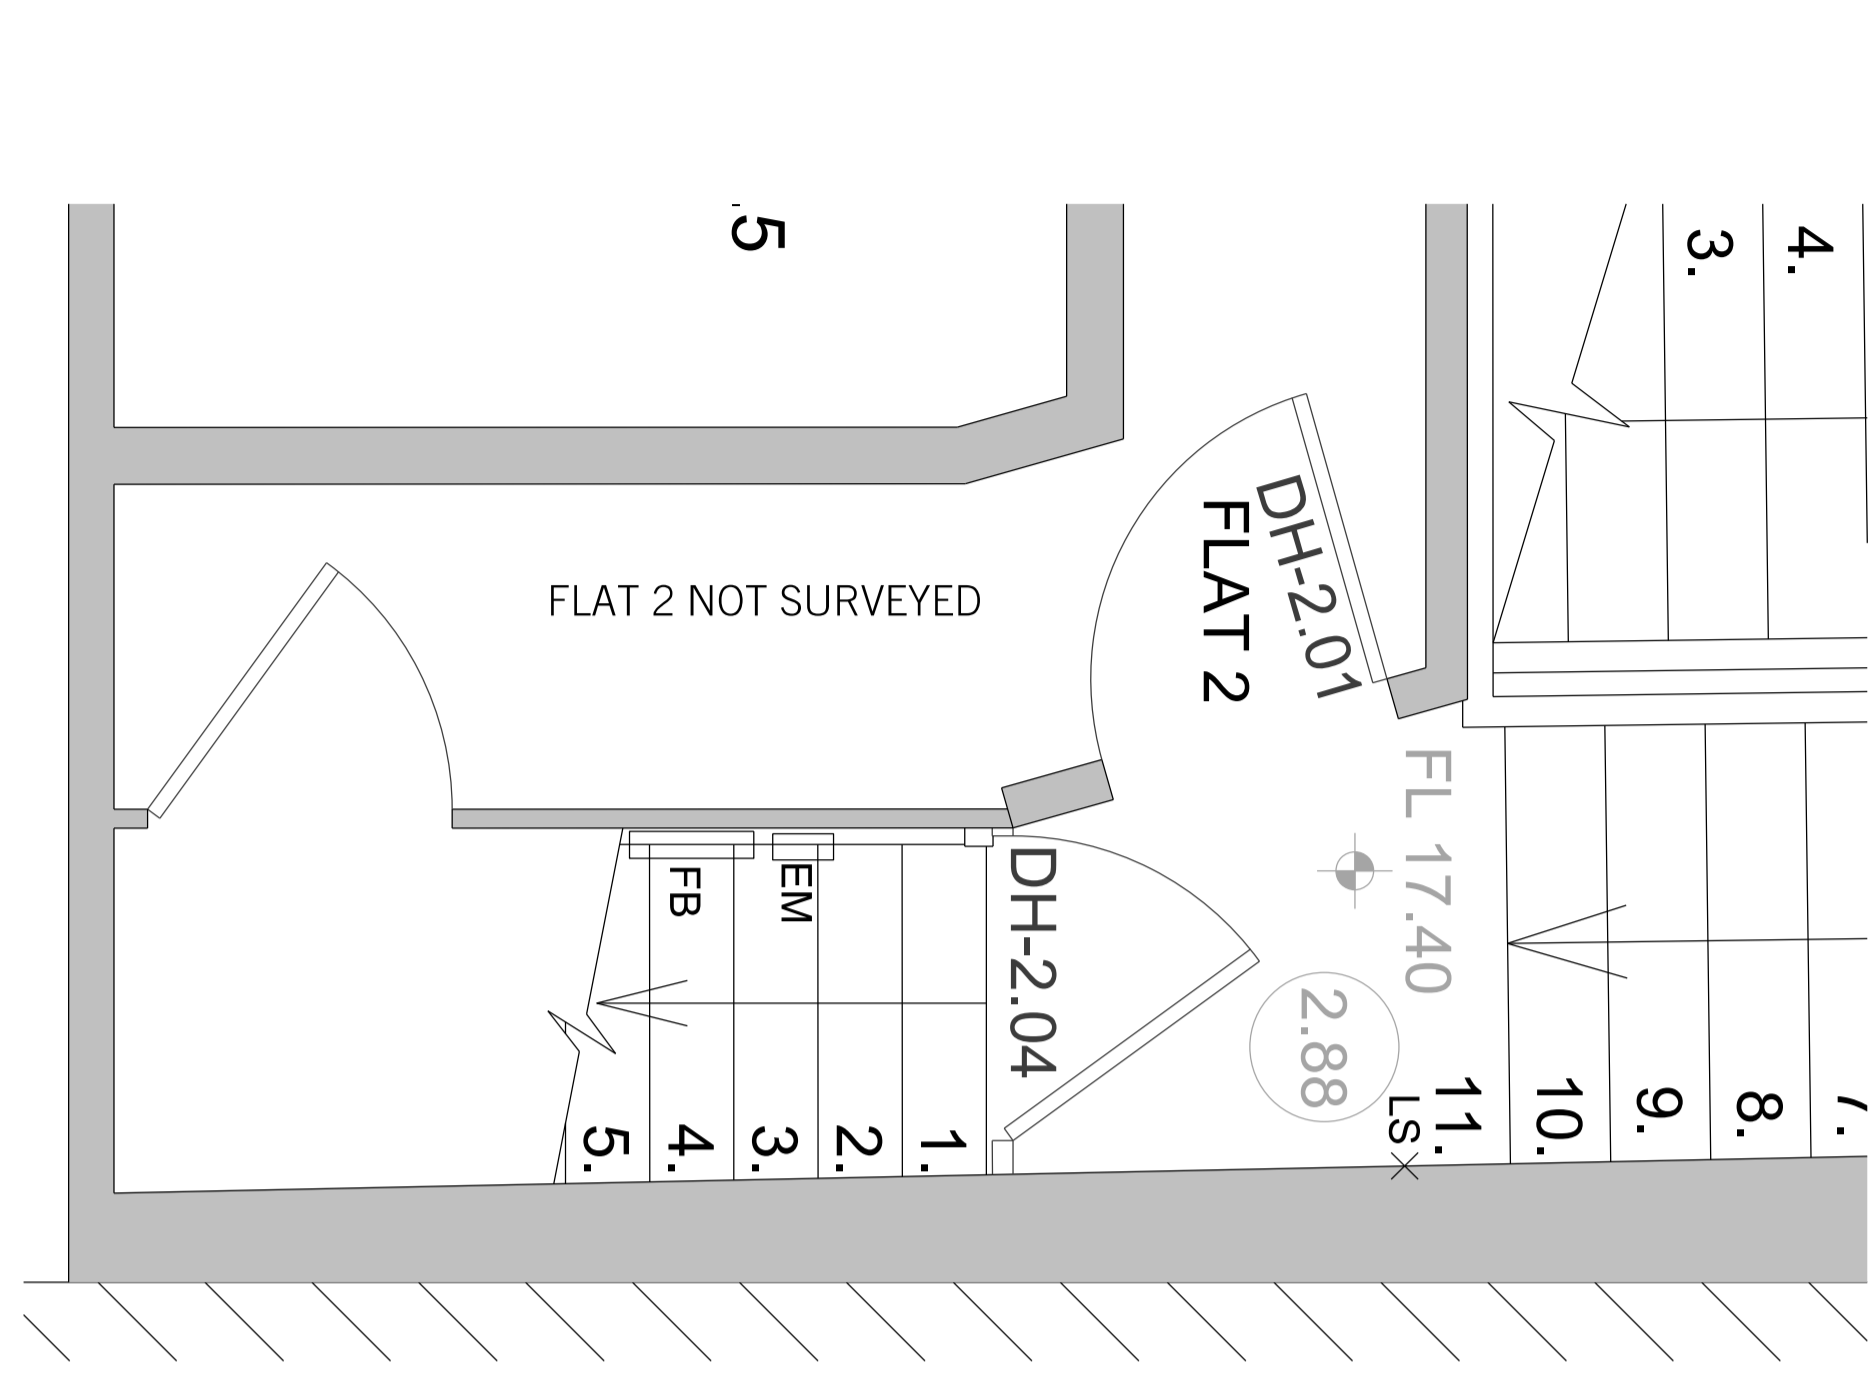 .5
3.
4.
FLAT 2 NOT SURVEYED
DH-2.01
FLAT 2
FL 17.40
2.88
DH-2.04
FB
EM
LS
5.
4.
3.
2.
1.
11.
10.
9.
8.
7.